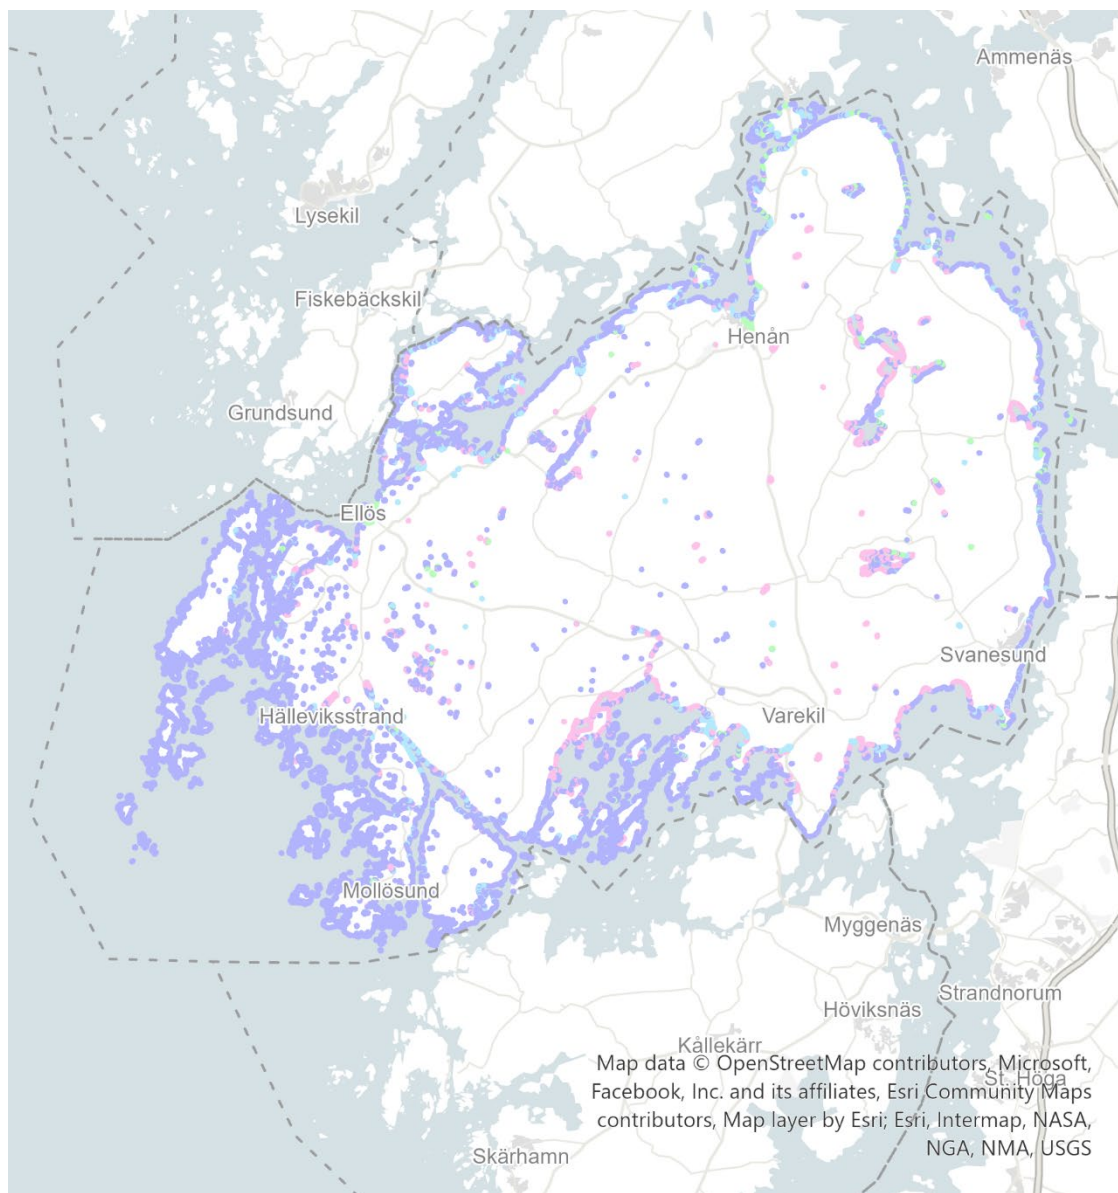 Ammenäs
Lysekil
Fiskebäckskil
Henån
Grundsund
Ellös
Svanesund
Hälleviksstrand
Varekil
Mollösund
Myggenäs
Strandnorum
Höviksnäs
Kållekärr
St. Höga
Map data © OpenStreetMap contributors, Microsoft,
Facebook, Inc. and its affiliates, Esri Community Maps
contributors, Map layer by Esri; Esri, Intermap, NASA,
NGA, NMA, USGS
Skärhamn